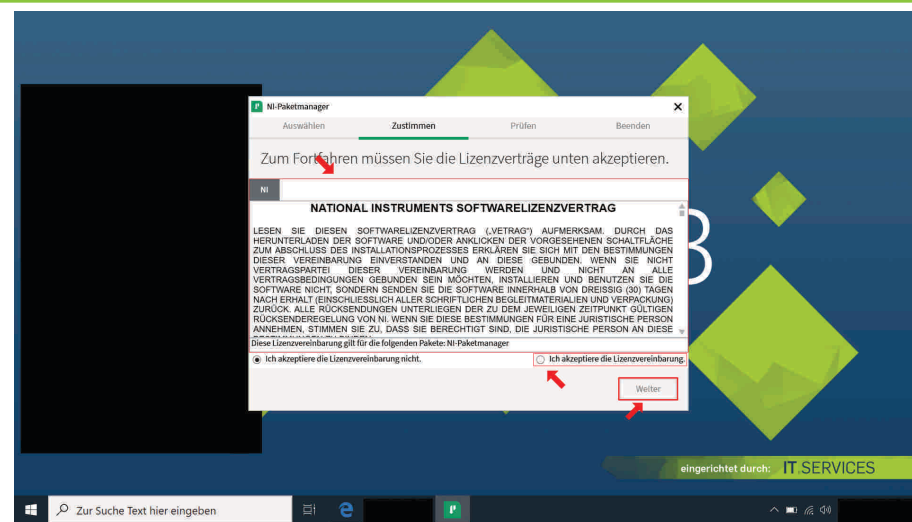 NI-Paketmanager
Auswählen Zustimmen Prüfen Beenden
Zum Fortfahren müssen Sie die Lizenzverträge unten akzeptieren.
NI
NATIONAL INSTRUMENTS SOFTWARELIZENZVERTRAG
LESEN SIE DIESEN SOFTWARELIZENZVERTRAG („VETRAG“) AUFMERKSAM. DURCH DAS
HERUNTERLADEN DER SOFTWARE UND/ODER ANKLICKEN DER VORGESEHENEN SCHALTFLÄCHE
ZUM ABSCHLUSS DES INSTALLATIONSPROZESSES ERKLÄREN SIE SICH MIT DEN BESTIMMUNGEN
DIESER VEREINBARUNG EINVERSTANDEN UND AN DIESE GEBUNDEN. WENN SIE NICHT
VERTRAGSPARTEI DIESER VEREINBARUNG WERDEN UND NICHT AN ALLE
VERTRAGSBEDINGUNGEN GEBUNDEN SEIN MÖCHTEN, INSTALLIEREN UND BENUTZEN SIE DIE
SOFTWARE NICHT, SONDERN SENDEN SIE DIE SOFTWARE INNERHALB VON DREISSIG (30) TAGEN
NACH ERHALT (EINSCHLIESSLICH ALLER SCHRIFTLICHEN BEGLEITMATERIALIEN UND VERPACKUNG)
ZURÜCK. ALLE RÜCKSENDUNGEN UNTERLIEGEN DER ZU DEM JEWEILIGEN ZEITPUNKT GÜLTIGEN
RÜCKSENDEREGELUNG VON NI. WENN SIE DIESE BESTIMMUNGEN FÜR EINE JURISTISCHE PERSON
ANNEHMEN, STIMMEN SIE ZU, DASS SIE BERECHTIGT SIND, DIE JURISTISCHE PERSON AN DIESE
Diese Lizenzvereinbarung gilt für die folgenden Pakete: NI-Paketmanager
Ich akzeptiere die Lizenzvereinbarung nicht. Ich akzeptiere die Lizenzvereinbarung.
Weiter
eingerichtet durch: IT.SERVICES
Zur Suche Text hier eingeben